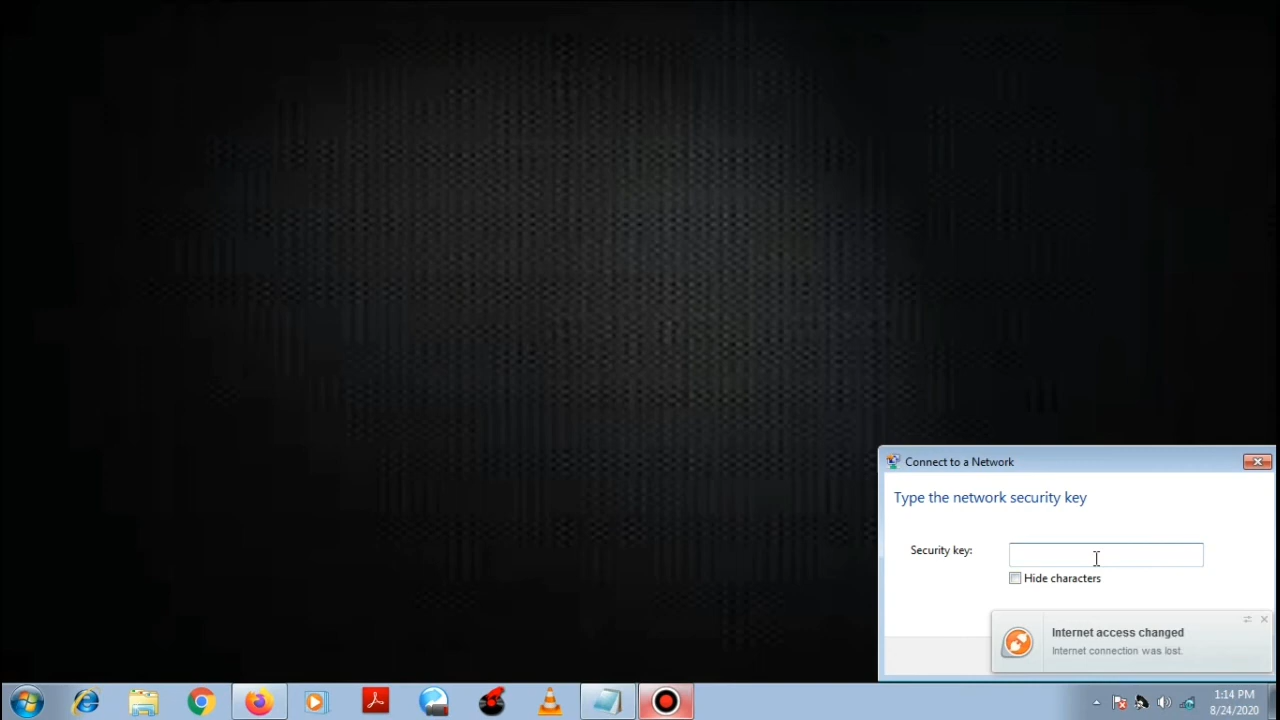 Connect to a Network
Type the network security key
Security key:
Hide characters
Internet access changed
Internet connection was lost.
1:14 PM
8/24/2020